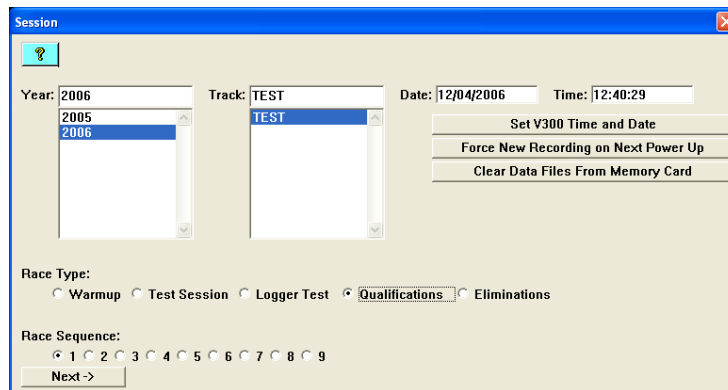 Session
?
Year: 2006 Track: TEST Date: 12/04/2006 Time: 12:40:29
2005 TEST Set V300 Time and Date
2006 Force New Recording on Next Power Up
Clear Data Files From Memory Card
Race Type:
Warmup Test Session Logger Test Qualifications Eliminations
Race Sequence:
1 2 3 4 5 6 7 8 9
Next ->